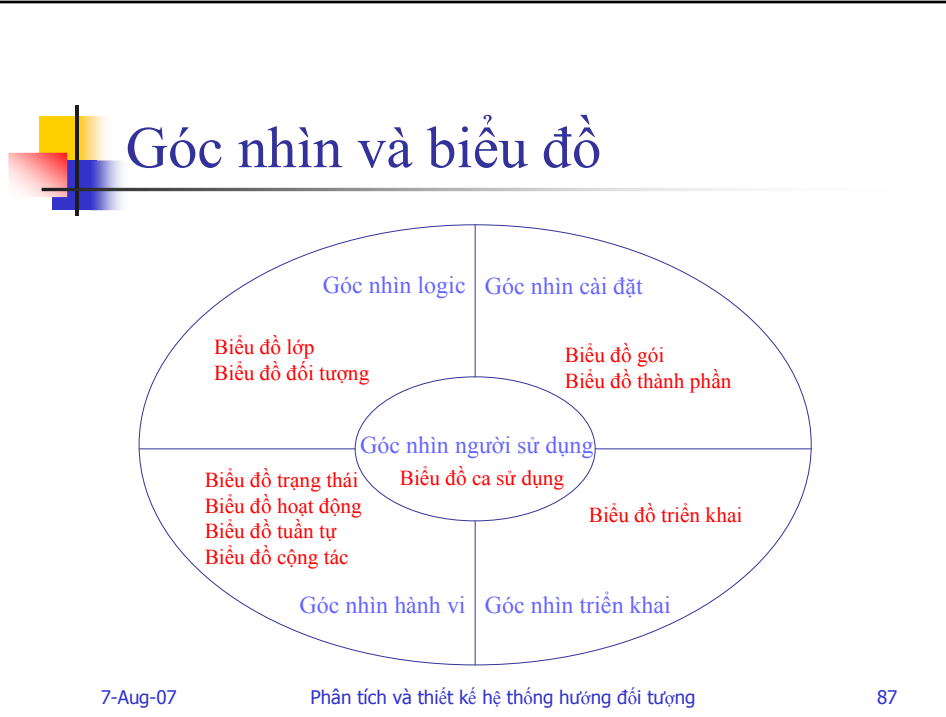 Góc nhìn và biểu đồ
Góc nhìn logic
Góc nhìn cài đặt
Biểu đồ lớp
Biểu đồ đối tượng
Biểu đồ gói
Biểu đồ thành phần
Góc nhìn người sử dụng
Biểu đồ ca sử dụng
Biểu đồ trạng thái
Biểu đồ hoạt động
Biểu đồ tuần tự
Biểu đồ cộng tác
Biểu đồ triển khai
Góc nhìn hành vi
Góc nhìn triển khai
7-Aug-07
Phân tích và thiết kế hệ thống hướng đối tượng
87